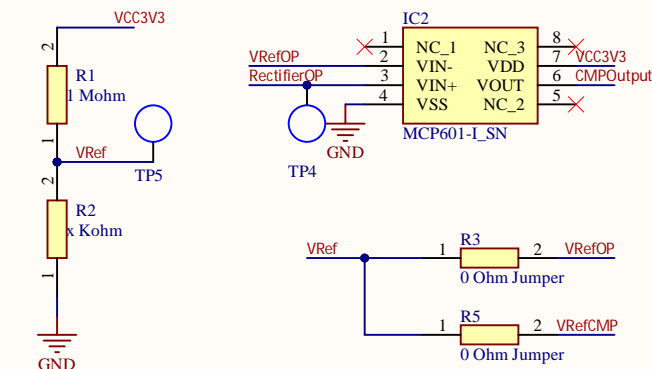 VCC3V3
2
R1
1 Mohm
1
VRef
TP5
2
R2
x Kohm
1
GND
IC2
1 NC_1 NC_3 8
VRefOP 2 VIN- VDD 7 VCC3V3
RectifierOP 3 VIN+ VOUT 6 CMPOutput
4 VSS NC_2 5
MCP601-I_SN
GND
TP4
VRef 1 R3 2 VRefOP
0 Ohm Jumper
1 R5 2 VRefCMP
0 Ohm Jumper